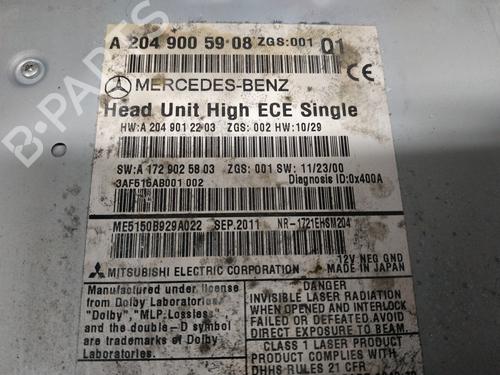 A 204 900 59 08 ZGS:001 Q1
MERCEDES-BENZ
Head Unit High ECE Single
HW:A 204 901 22 03 ZGS: 002 HW:10/29
SW:A 172 902 58 03 ZGS: 001 SW: 11/23/00
3AF516AB001 002 Diagnosis ID:0x400A
ME5150B929A022 SEP.2011 NR-1721EHSM204
12V NEG GND
MITSUBISHI ELECTRIC CORPORATION MADE IN JAPAN
Manufactured under license
from Dolby Laboratories.
"Dolby", "MLP Lossless"
and the double-D symbol
are trademarks of Dolby
Laboratories.
DANGER
INVISIBLE LASER RADIATION
WHEN OPENED AND INTERLOCK
FAILED OR DEFEATED.AVOID
DIRECT EXPOSURE TO BEAM.
CLASS 1 LASER PRODUCT
PRODUCT COMPLIES WITH
DHHS RULES 21 CFR
B-PARTS